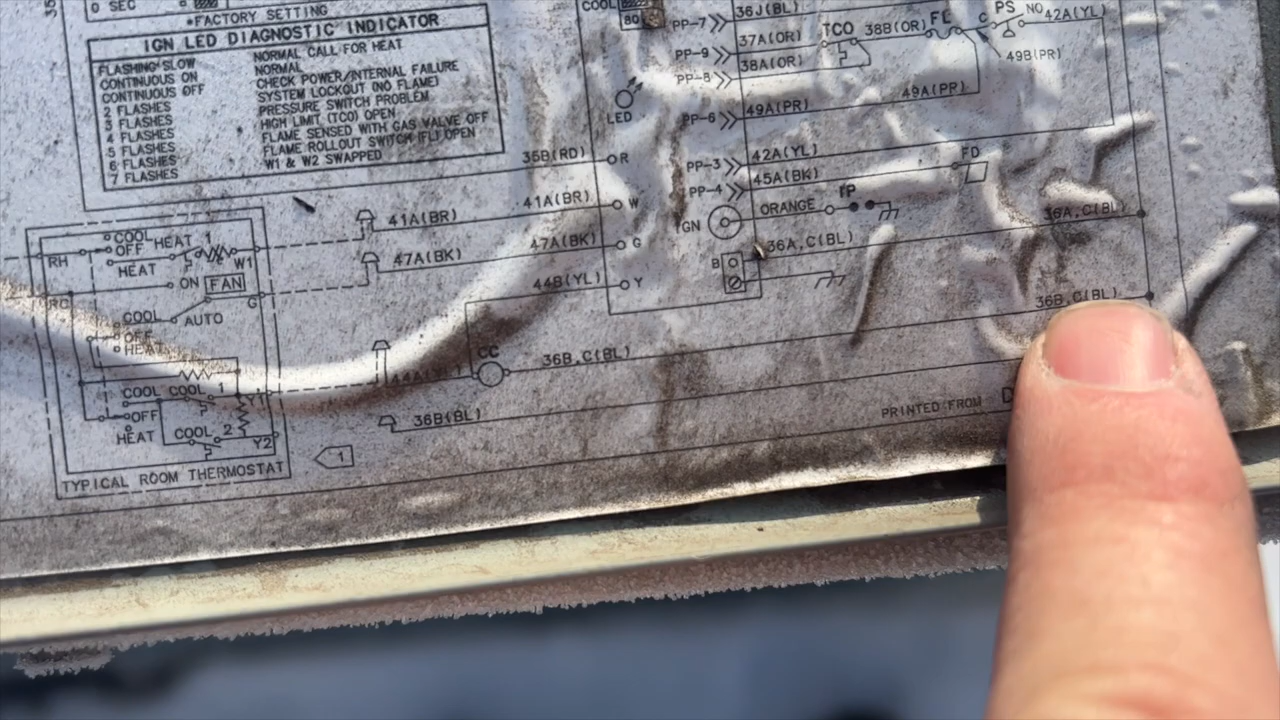 0 SEC
*FACTORY SETTING
IGN LED DIAGNOSTIC INDICATOR
FLASHING SLOW NORMAL CALL FOR HEAT
CONTINUOUS ON NORMAL
CONTINUOUS OFF CHECK POWER/INTERNAL FAILURE
2 FLASHES SYSTEM LOCKOUT (NO FLAME)
3 FLASHES PRESSURE SWITCH PROBLEM
4 FLASHES HIGH LIMIT (TCO) OPEN
5 FLASHES FLAME SENSED WITH GAS VALVE OFF
6 FLASHES FLAME ROLLOUT SWITCH (FL) OPEN
7 FLASHES W1 & W2 SWAPPED
COOL
80
LED
PP-7 36J(BL)
PP-9 37A(OR) TCO 38B(OR) FL C PS NO 42A(YL)
PP-8 38A(OR) 49B(PR)
PP-6 49A(PR) 49A(PR)
PP-3 42A(YL)
PP-4 45A(BK) FD
IGN ORANGE IP
B 36A,C(BL) 36A,C(BL)
35B(RD) R
41A(BR) 41A(BR) W
47A(BK) 47A(BK) G
44B(YL) Y
CC 36B,C(BL) 36B,C(BL)
36B(BL)
RH COOL OFF HEAT HEAT 1 W1
RC ON FAN G
COOL AUTO
OFF
HEAT
COOL COOL 1 Y1
OFF
HEAT COOL 2 Y2
TYPICAL ROOM THERMOSTAT
1
PRINTED FROM